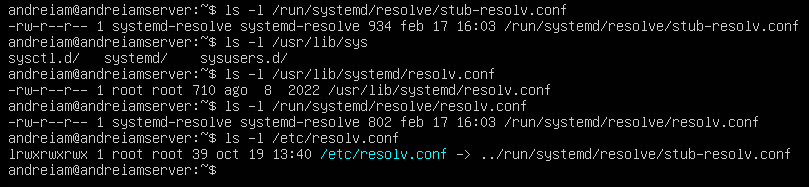 andreiam@andreiamserver:~$ ls -l /run/systemd/resolve/stub-resolv.conf
-rw-r--r-- 1 systemd-resolve systemd-resolve 934 feb 17 16:03 /run/systemd/resolve/stub-resolv.conf
andreiam@andreiamserver:~$ ls -l /usr/lib/sys
sysctl.d/ systemd/ sysusers.d/
andreiam@andreiamserver:~$ ls -l /usr/lib/systemd/resolv.conf
-rw-r--r-- 1 root root 710 ago 8 2022 /usr/lib/systemd/resolv.conf
andreiam@andreiamserver:~$ ls -l /run/systemd/resolve/resolv.conf
-rw-r--r-- 1 systemd-resolve systemd-resolve 802 feb 17 16:03 /run/systemd/resolve/resolv.conf
andreiam@andreiamserver:~$ ls -l /etc/resolv.conf
lrwxrwxrwx 1 root root 39 oct 19 13:40 /etc/resolv.conf -> ../run/systemd/resolve/stub-resolv.conf
andreiam@andreiamserver:~$